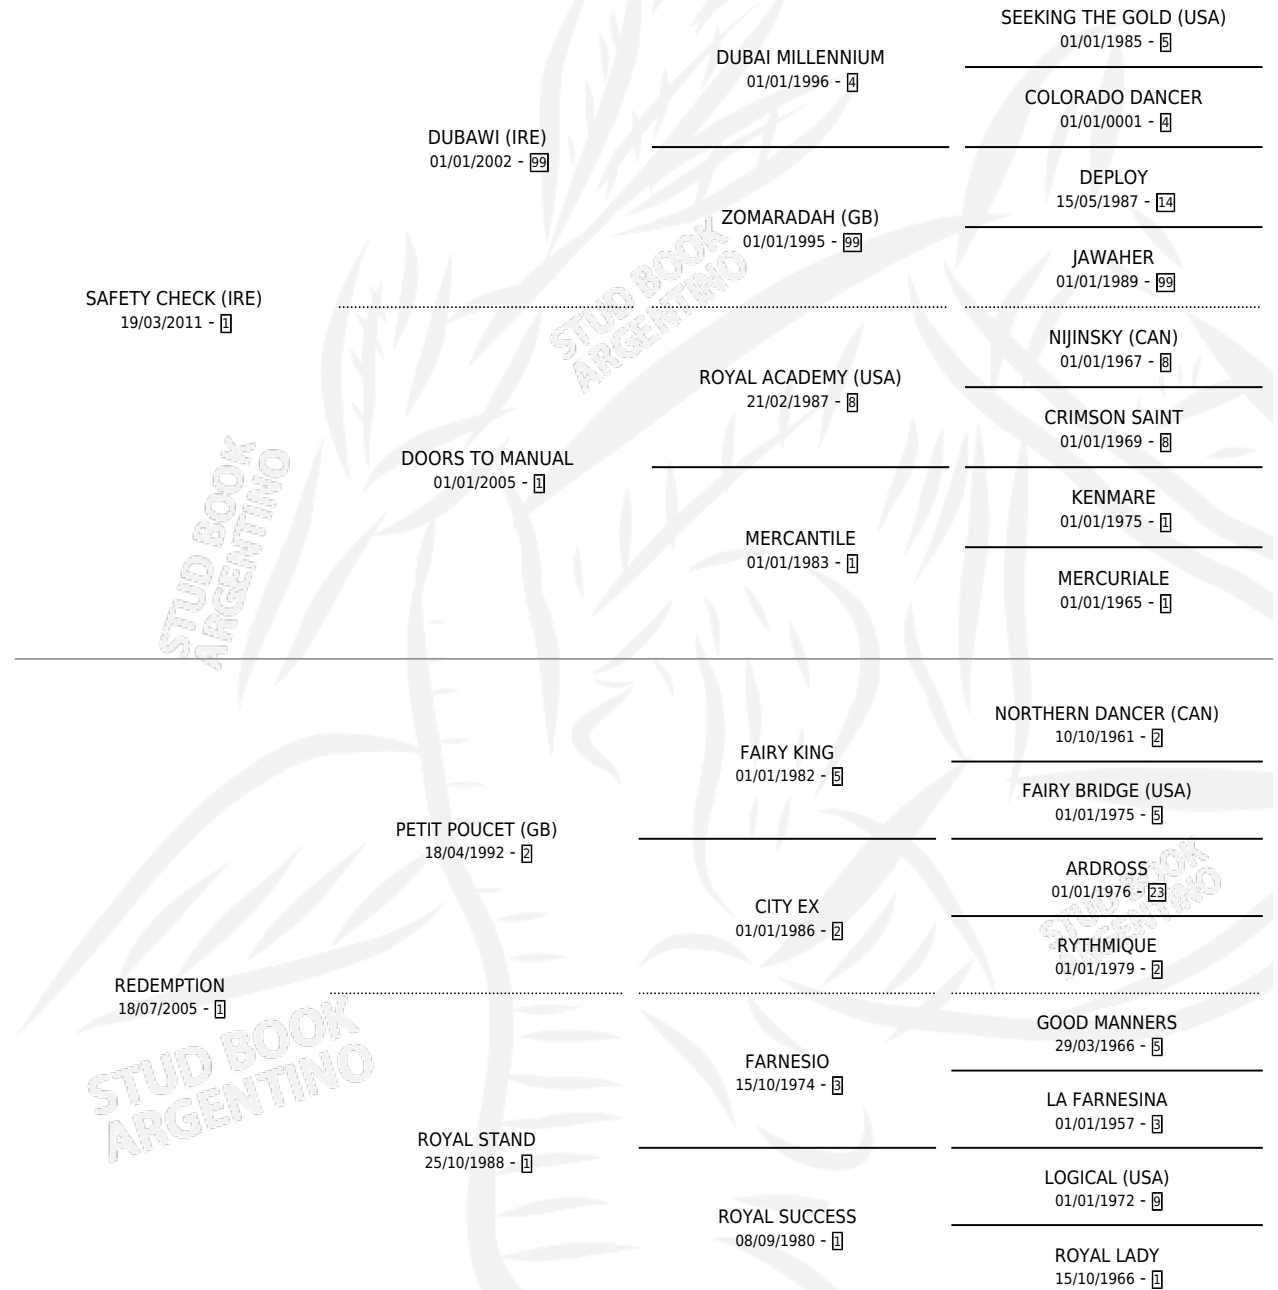 SEEKING THE GOLD (USA)
01/01/1985 - 5
DUBAI MILLENNIUM
01/01/1996 - 4
COLORADO DANCER
01/01/0001 - 4
DUBAWI (IRE)
01/01/2002 - 99
DEPLOY
15/05/1987 - 14
ZOMARADAH (GB)
01/01/1995 - 99
JAWAHER
01/01/1989 - 99
SAFETY CHECK (IRE)
19/03/2011 - 1
NIJINSKY (CAN)
01/01/1967 - 8
ROYAL ACADEMY (USA)
21/02/1987 - 8
CRIMSON SAINT
01/01/1969 - 8
DOORS TO MANUAL
01/01/2005 - 1
KENMARE
01/01/1975 - 1
MERCANTILE
01/01/1983 - 1
MERCURIALE
01/01/1965 - 1
NORTHERN DANCER (CAN)
10/10/1961 - 2
FAIRY KING
01/01/1982 - 5
FAIRY BRIDGE (USA)
01/01/1975 - 5
PETIT POUCET (GB)
18/04/1992 - 2
ARDROSS
01/01/1976 - 23
CITY EX
01/01/1986 - 2
RYTHMIQUE
01/01/1979 - 2
REDEMPTION
18/07/2005 - 1
GOOD MANNERS
29/03/1966 - 5
FARNESIO
15/10/1974 - 3
LA FARNESINA
01/01/1957 - 3
ROYAL STAND
25/10/1988 - 1
LOGICAL (USA)
01/01/1972 - 9
ROYAL SUCCESS
08/09/1980 - 1
ROYAL LADY
15/10/1966 - 1
STUD BOOK
ARGENTINO
STUD BOOK
ARGENTINO
STUD BOOK
ARGENTINO
STUD BOOK
ARGENTINO